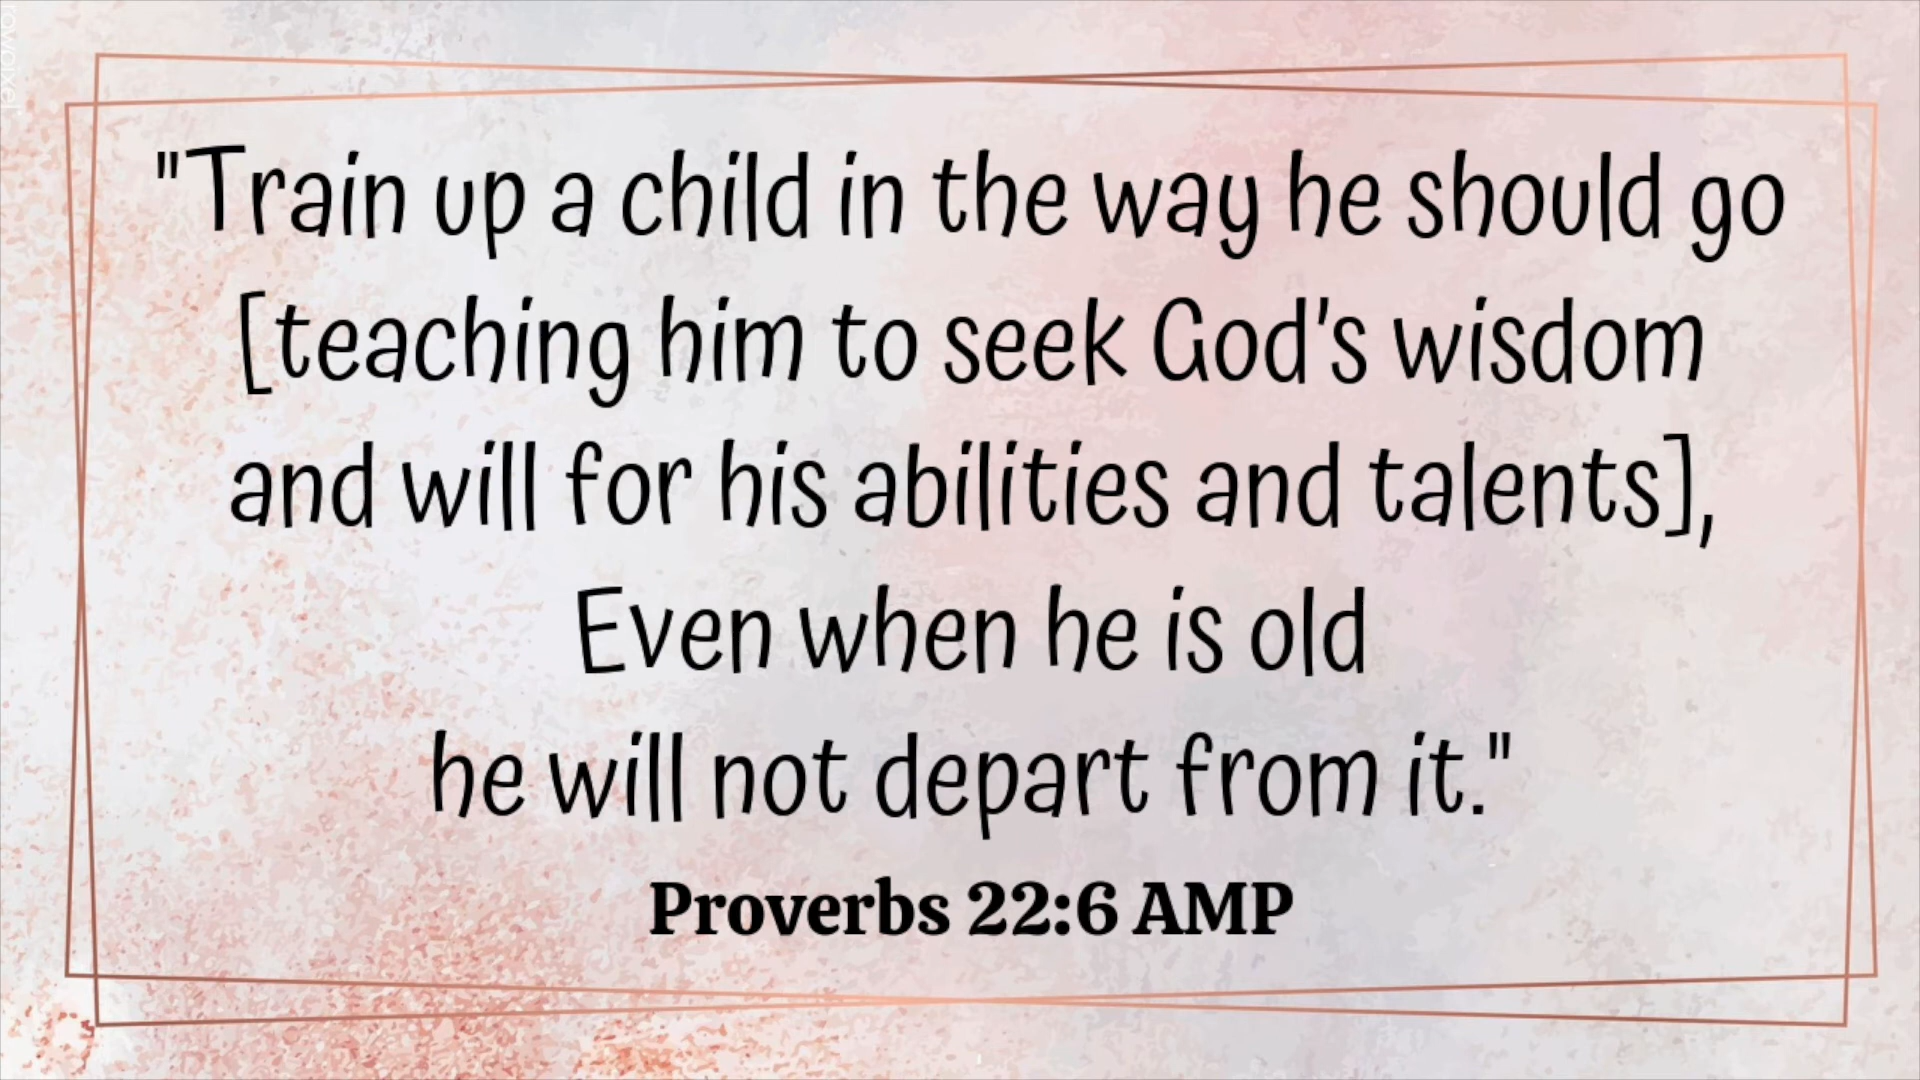 "Train up a child in the way he should go
[teaching him to seek God's wisdom
and will for his abilities and talents],
Even when he is old
he will not depart from it."
Proverbs 22:6 AMP